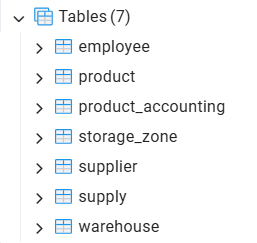 Tables (7)
employee
product
product_accounting
storage_zone
supplier
supply
warehouse